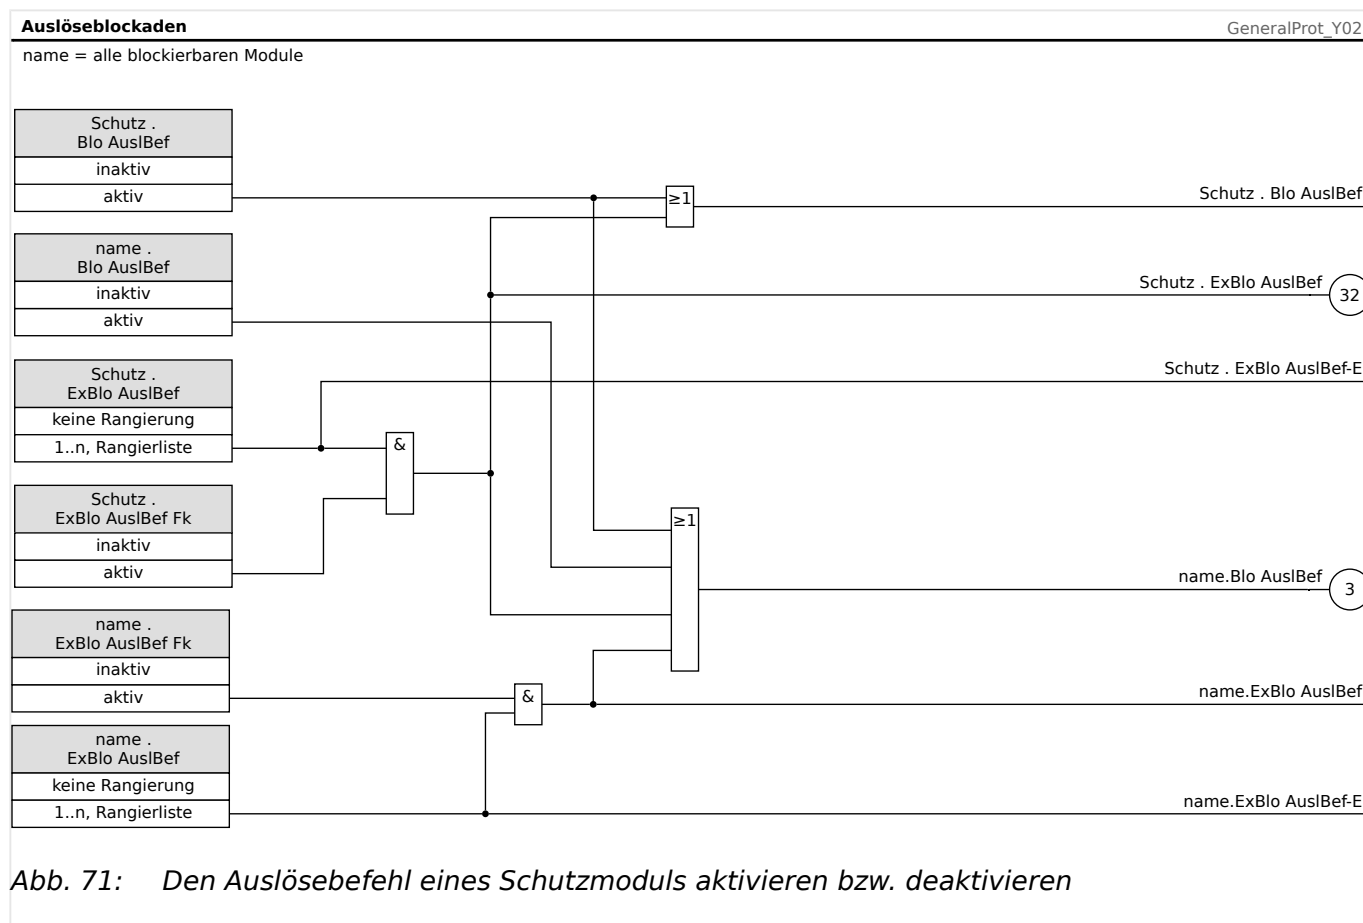 Auslöseblockaden
GeneralProt_Y02
name = alle blockierbaren Module
Schutz .
Blo AuslBef
inaktiv
aktiv
≥1
Schutz . Blo AuslBef
name .
Blo AuslBef
inaktiv
aktiv
Schutz . ExBlo AuslBef
32
Schutz .
ExBlo AuslBef
keine Rangierung
1..n, Rangierliste
&
Schutz . ExBlo AuslBef-E
Schutz .
ExBlo AuslBef Fk
inaktiv
aktiv
≥1
name.Blo AuslBef
3
name .
ExBlo AuslBef Fk
inaktiv
aktiv
&
name.ExBlo AuslBef
name .
ExBlo AuslBef
keine Rangierung
1..n, Rangierliste
name.ExBlo AuslBef-E
Abb. 71: Den Auslösebefehl eines Schutzmoduls aktivieren bzw. deaktivieren